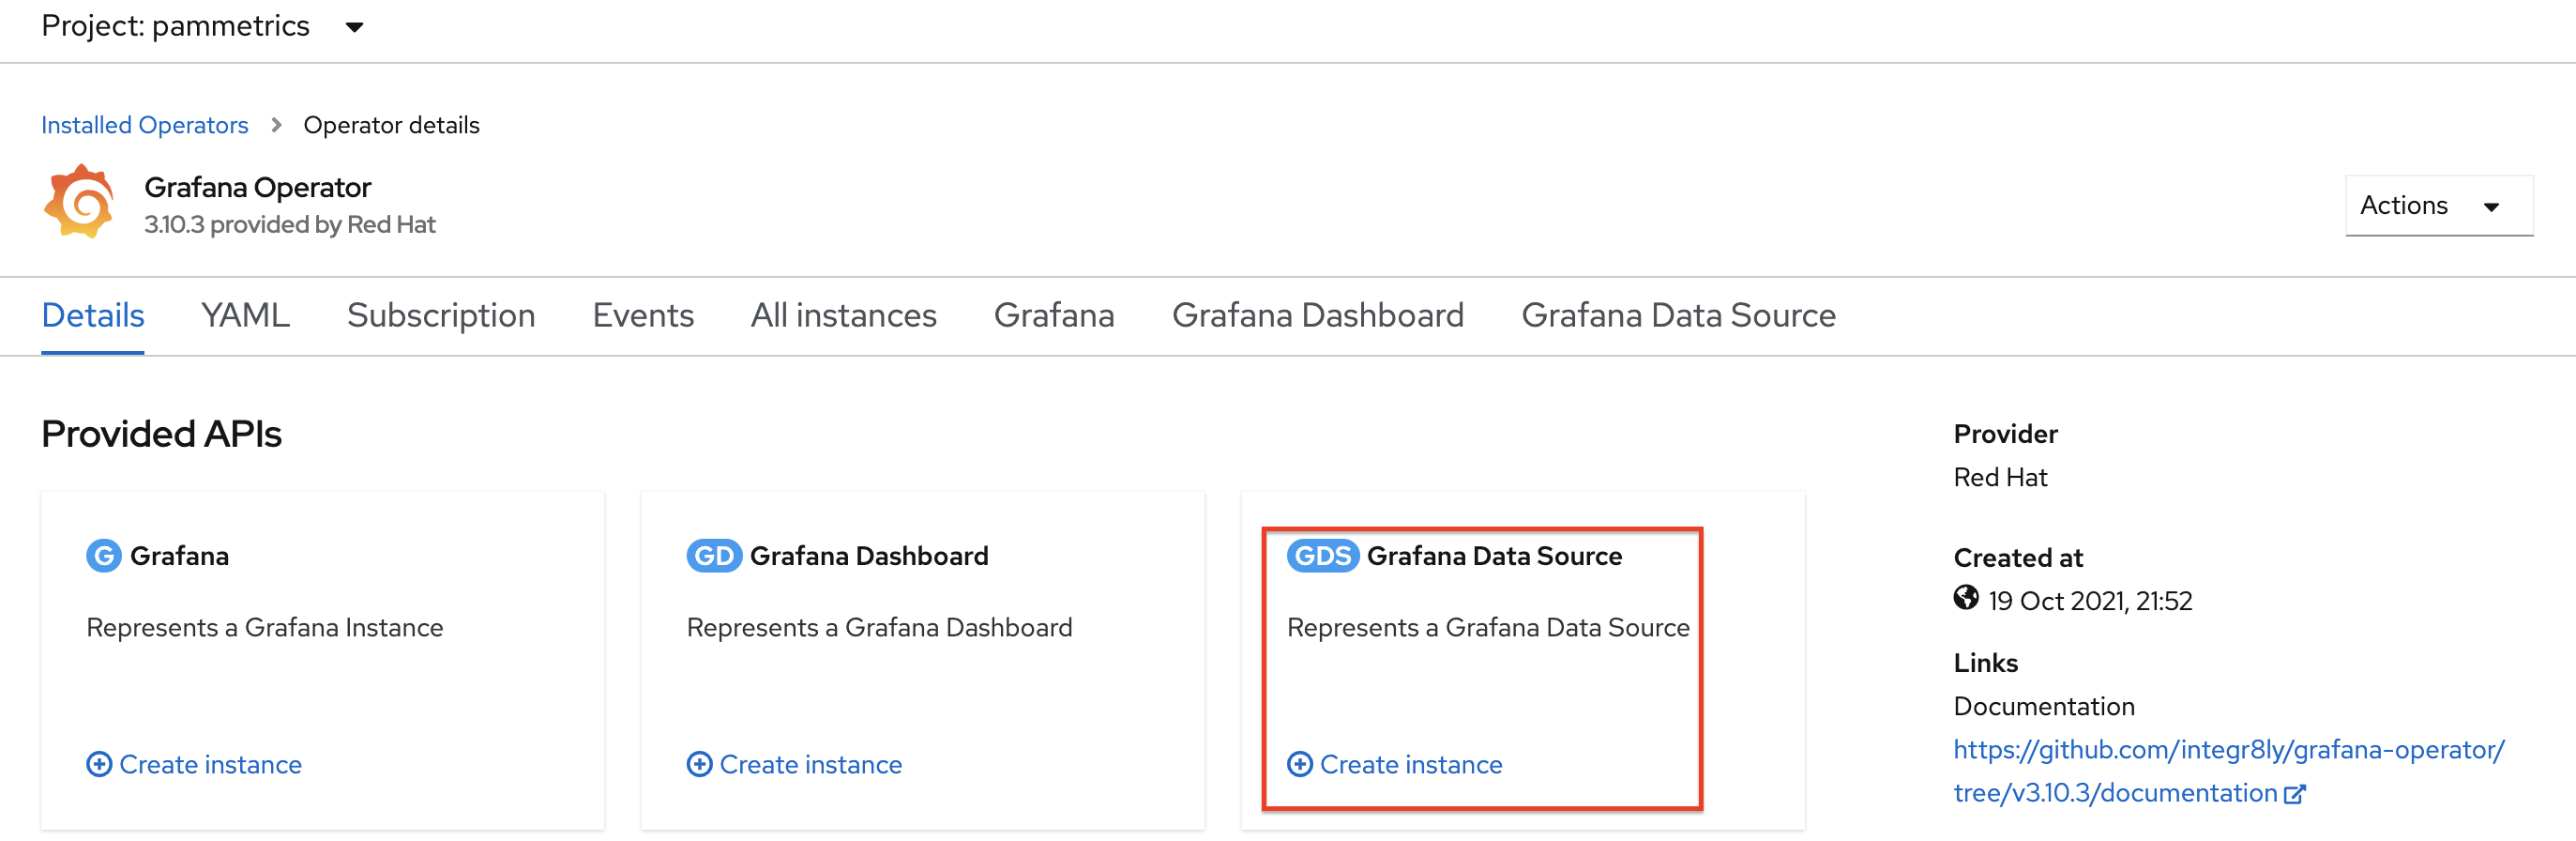 Project: pammetrics
Installed Operators > Operator details
Grafana Operator
3.10.3 provided by Red Hat
Actions
Details YAML Subscription Events All instances Grafana Grafana Dashboard Grafana Data Source
Provided APIs
G Grafana
Represents a Grafana Instance
Create instance
GD Grafana Dashboard
Represents a Grafana Dashboard
Create instance
GDS Grafana Data Source
Represents a Grafana Data Source
Create instance
Provider
Red Hat
Created at
19 Oct 2021, 21:52
Links
Documentation
https://github.com/integr8ly/grafana-operator/
tree/v3.10.3/documentation